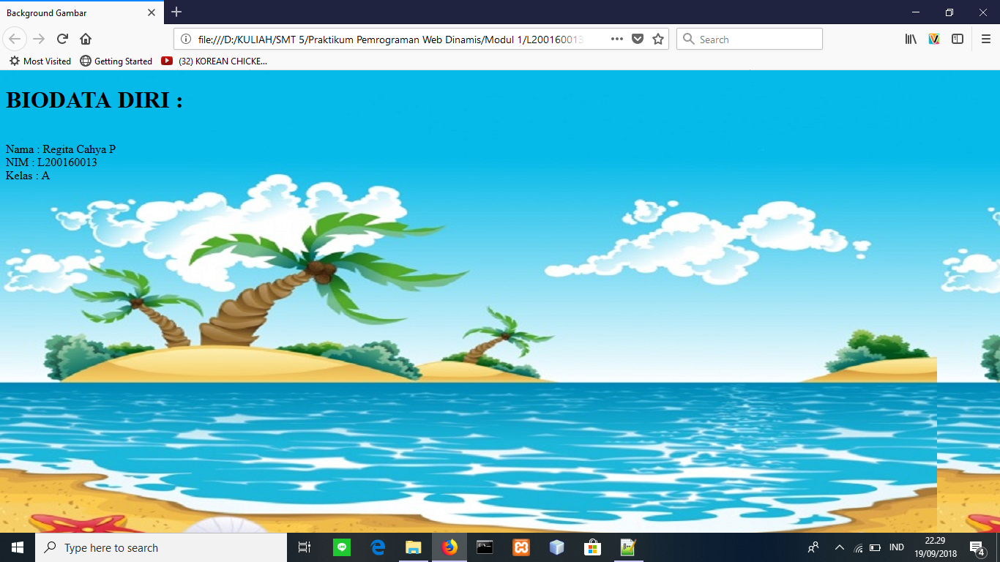 Background Gambar
file:///D:/KULIAH/SMT 5/Praktikum Pemrograman Web Dinamis/Modul 1/L200160013
Search
Most Visited
Getting Started
(32) KOREAN CHICKE...
BIODATA DIRI :
Nama : Regita Cahya P
NIM : L200160013
Kelas : A
Type here to search
IND
22.29
19/09/2018
4